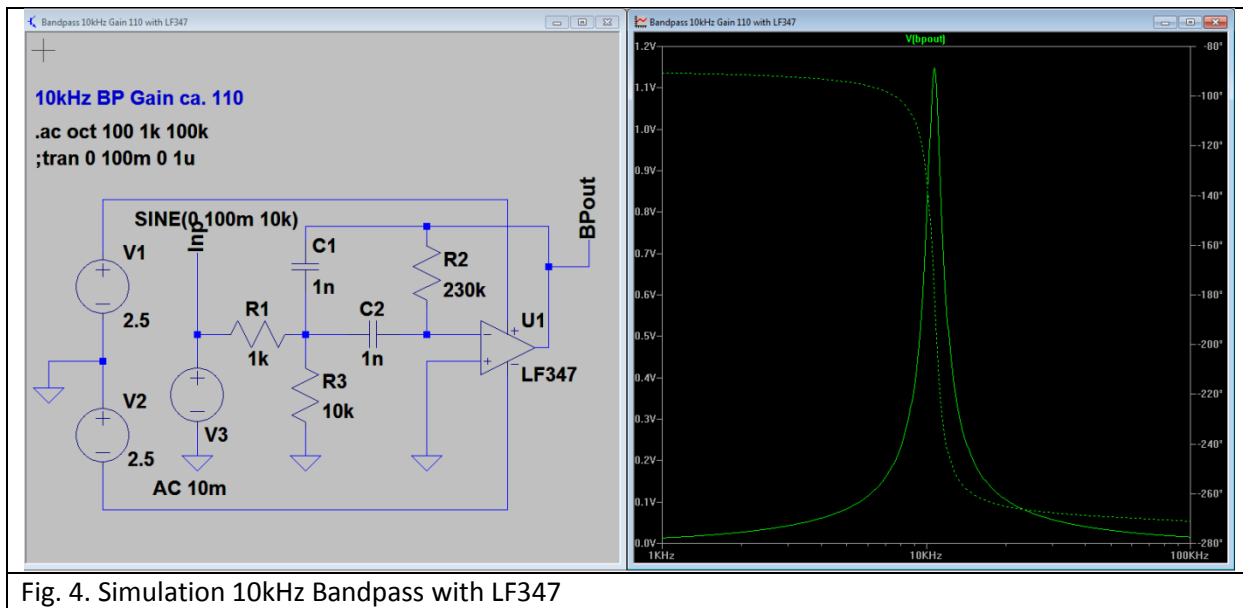 Bandpass 10kHz Gain 110 with LF347
10kHz BP Gain ca. 110
.ac oct 100 1k 100k
;tran 0 100m 0 1u
SINE(0 100m 10k)
Inp
BPout
V1
2.5
V2
2.5
V3
AC 10m
R1
1k
C1
1n
C2
1n
R2
230k
R3
10k
U1
LF347
Bandpass 10kHz Gain 110 with LF347
V(bpout)
1.2V
1.1V
1.0V
0.9V
0.8V
0.7V
0.6V
0.5V
0.4V
0.3V
0.2V
0.1V
0.0V
-80°
-100°
-120°
-140°
-160°
-180°
-200°
-220°
-240°
-260°
-280°
1KHz
10KHz
100KHz
Fig. 4. Simulation 10kHz Bandpass with LF347